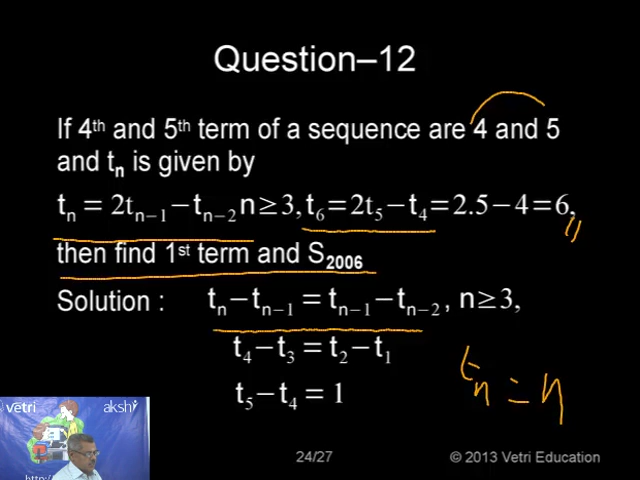 Question–12
If 4th and 5th term of a sequence are 4 and 5
and tₙ is given by
tₙ = 2tₙ₋₁ − tₙ₋₂ n ≥ 3, t₆ = 2t₅ − t₄ = 2.5 − 4 = 6,
then find 1st term and S₂₀₀₆
Solution : tₙ − tₙ₋₁ = tₙ₋₁ − tₙ₋₂, n ≥ 3,
t₄ − t₃ = t₂ − t₁
t₅ − t₄ = 1
tₙ = n
vetri akshi
24/27 © 2013 Vetri Education